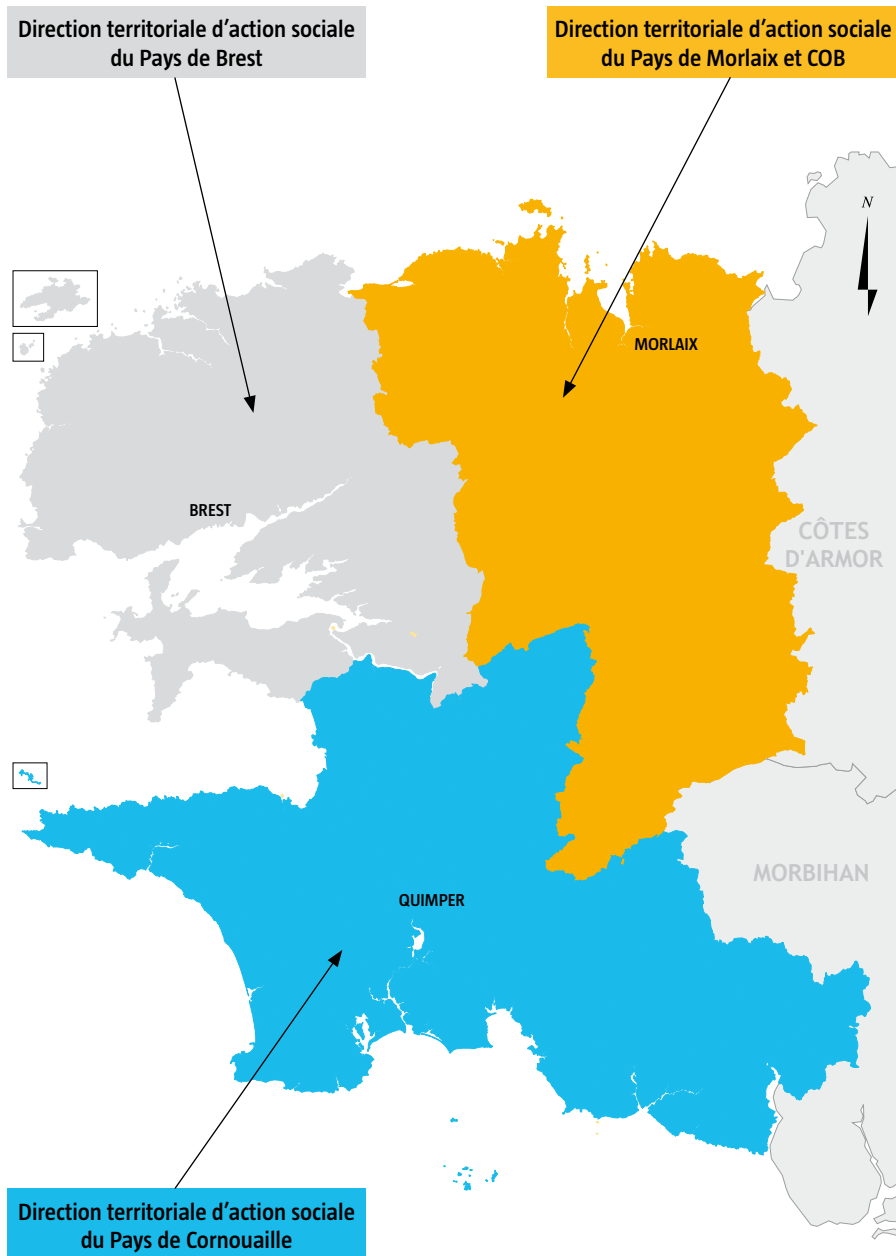 Direction territoriale d’action sociale
du Pays de Brest
Direction territoriale d’action sociale
du Pays de Morlaix et COB
N
MORLAIX
BREST
CÔTES
D'ARMOR
MORBIHAN
QUIMPER
Direction territoriale d’action sociale
du Pays de Cornouaille